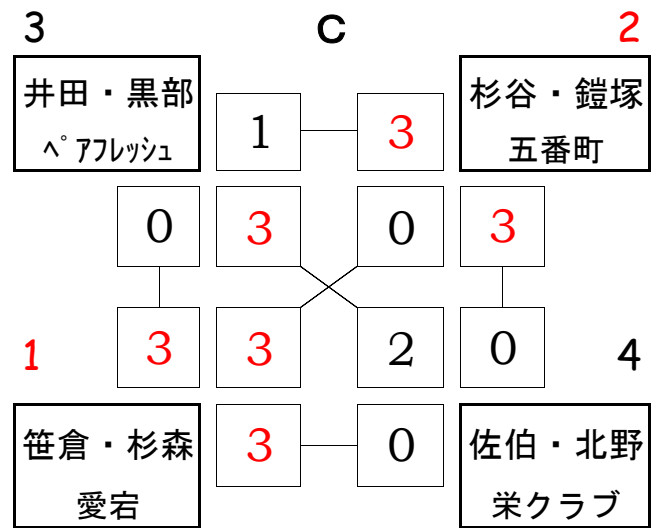 3 C 2
井田・黒部
ペアフレッシュ
杉谷・鎧塚
五番町
1 3
0 3 0 3
3 3 2 0
1 4
3 0
笹倉・杉森
愛宕
佐伯・北野
栄クラブ